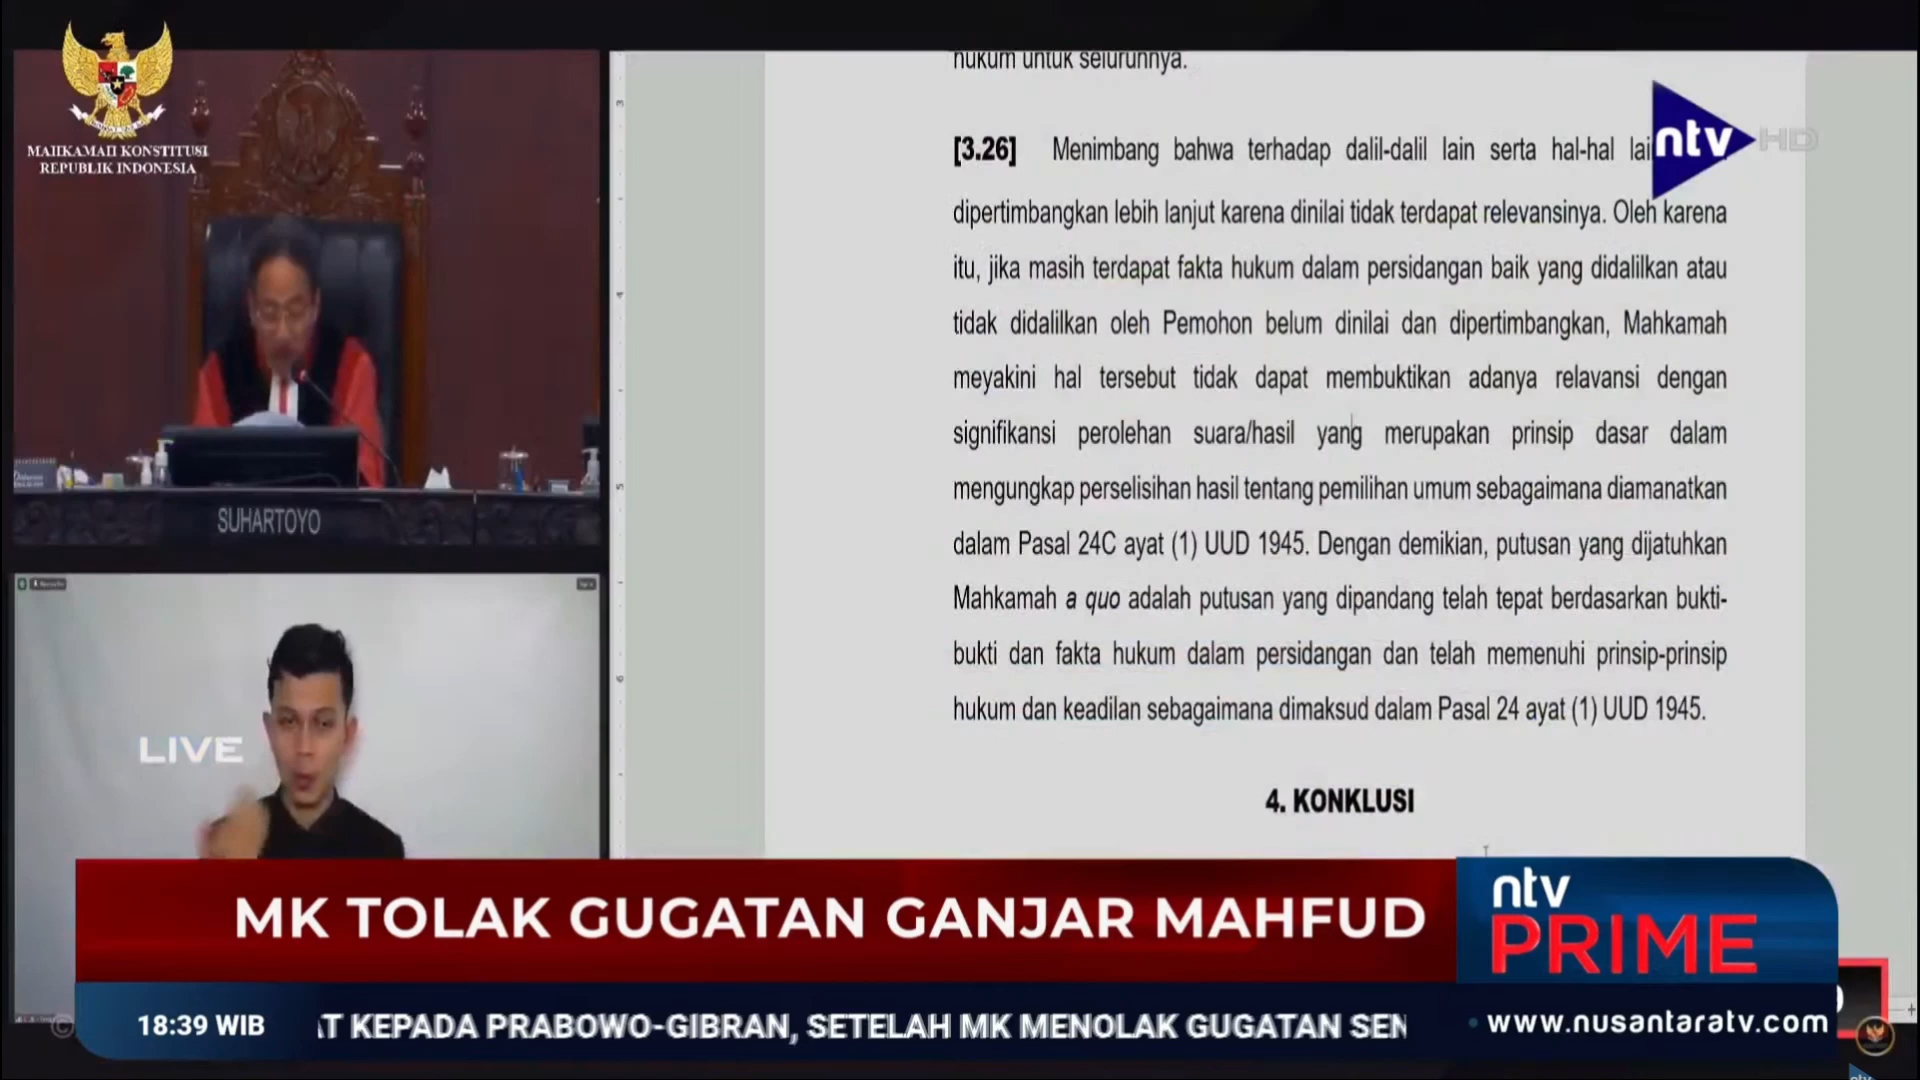 MAHKAMAH KONSTITUSI
REPUBLIK INDONESIA
SUHARTOYO
LIVE
hukum untuk seluruhnya.
[3.26] Menimbang bahwa terhadap dalil-dalil lain serta hal-hal lai
dipertimbangkan lebih lanjut karena dinilai tidak terdapat relevansinya. Oleh karena
itu, jika masih terdapat fakta hukum dalam persidangan baik yang didalilkan atau
tidak didalilkan oleh Pemohon belum dinilai dan dipertimbangkan, Mahkamah
meyakini hal tersebut tidak dapat membuktikan adanya relavansi dengan
signifikansi perolehan suara/hasil yang merupakan prinsip dasar dalam
mengungkap perselisihan hasil tentang pemilihan umum sebagaimana diamanatkan
dalam Pasal 24C ayat (1) UUD 1945. Dengan demikian, putusan yang dijatuhkan
Mahkamah a quo adalah putusan yang dipandang telah tepat berdasarkan bukti-
bukti dan fakta hukum dalam persidangan dan telah memenuhi prinsip-prinsip
hukum dan keadilan sebagaimana dimaksud dalam Pasal 24 ayat (1) UUD 1945.
4. KONKLUSI
ntv HD
3
4
5
6
MK TOLAK GUGATAN GANJAR MAHFUD
ntv
PRIME
18:39 WIB
AT KEPADA PRABOWO-GIBRAN, SETELAH MK MENOLAK GUGATAN SEN
www.nusantaratv.com